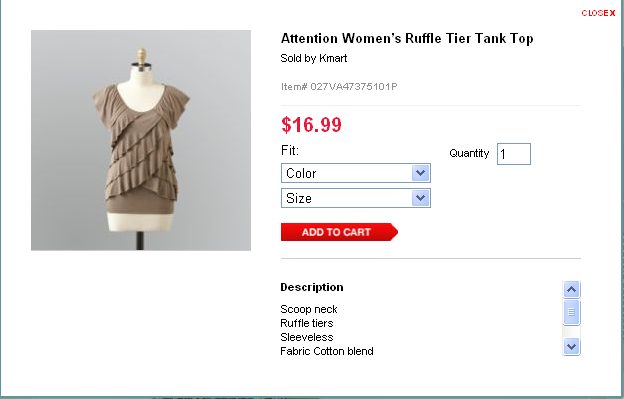 CLOSEX
Attention Women's Ruffle Tier Tank Top
Sold by Kmart
Item# 027VA47375101P
$16.99
Fit:
Quantity 1
Color
Size
ADD TO CART
Description
Scoop neck
Ruffle tiers
Sleeveless
Fabric Cotton blend